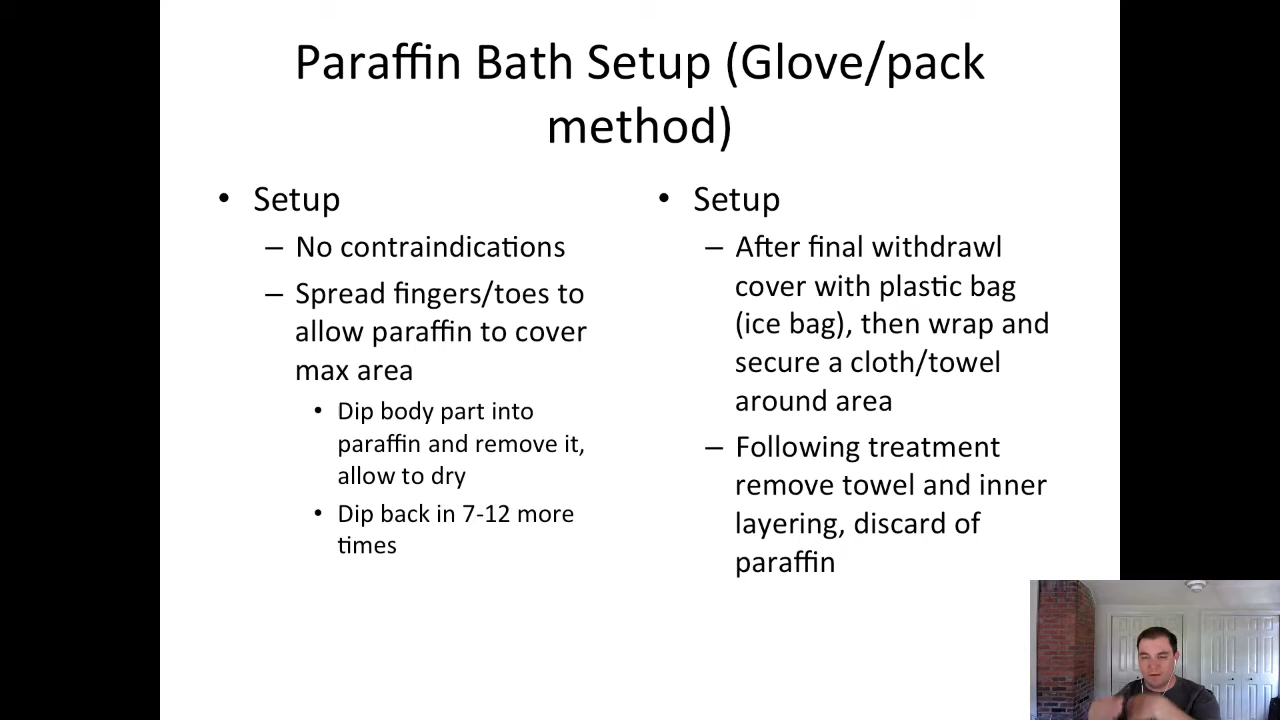 Paraffin Bath Setup (Glove/pack
method)
• Setup
– No contraindications
– Spread fingers/toes to
allow paraffin to cover
max area
• Dip body part into
paraffin and remove it,
allow to dry
• Dip back in 7-12 more
times
• Setup
– After final withdrawl
cover with plastic bag
(ice bag), then wrap and
secure a cloth/towel
around area
– Following treatment
remove towel and inner
layering, discard of
paraffin